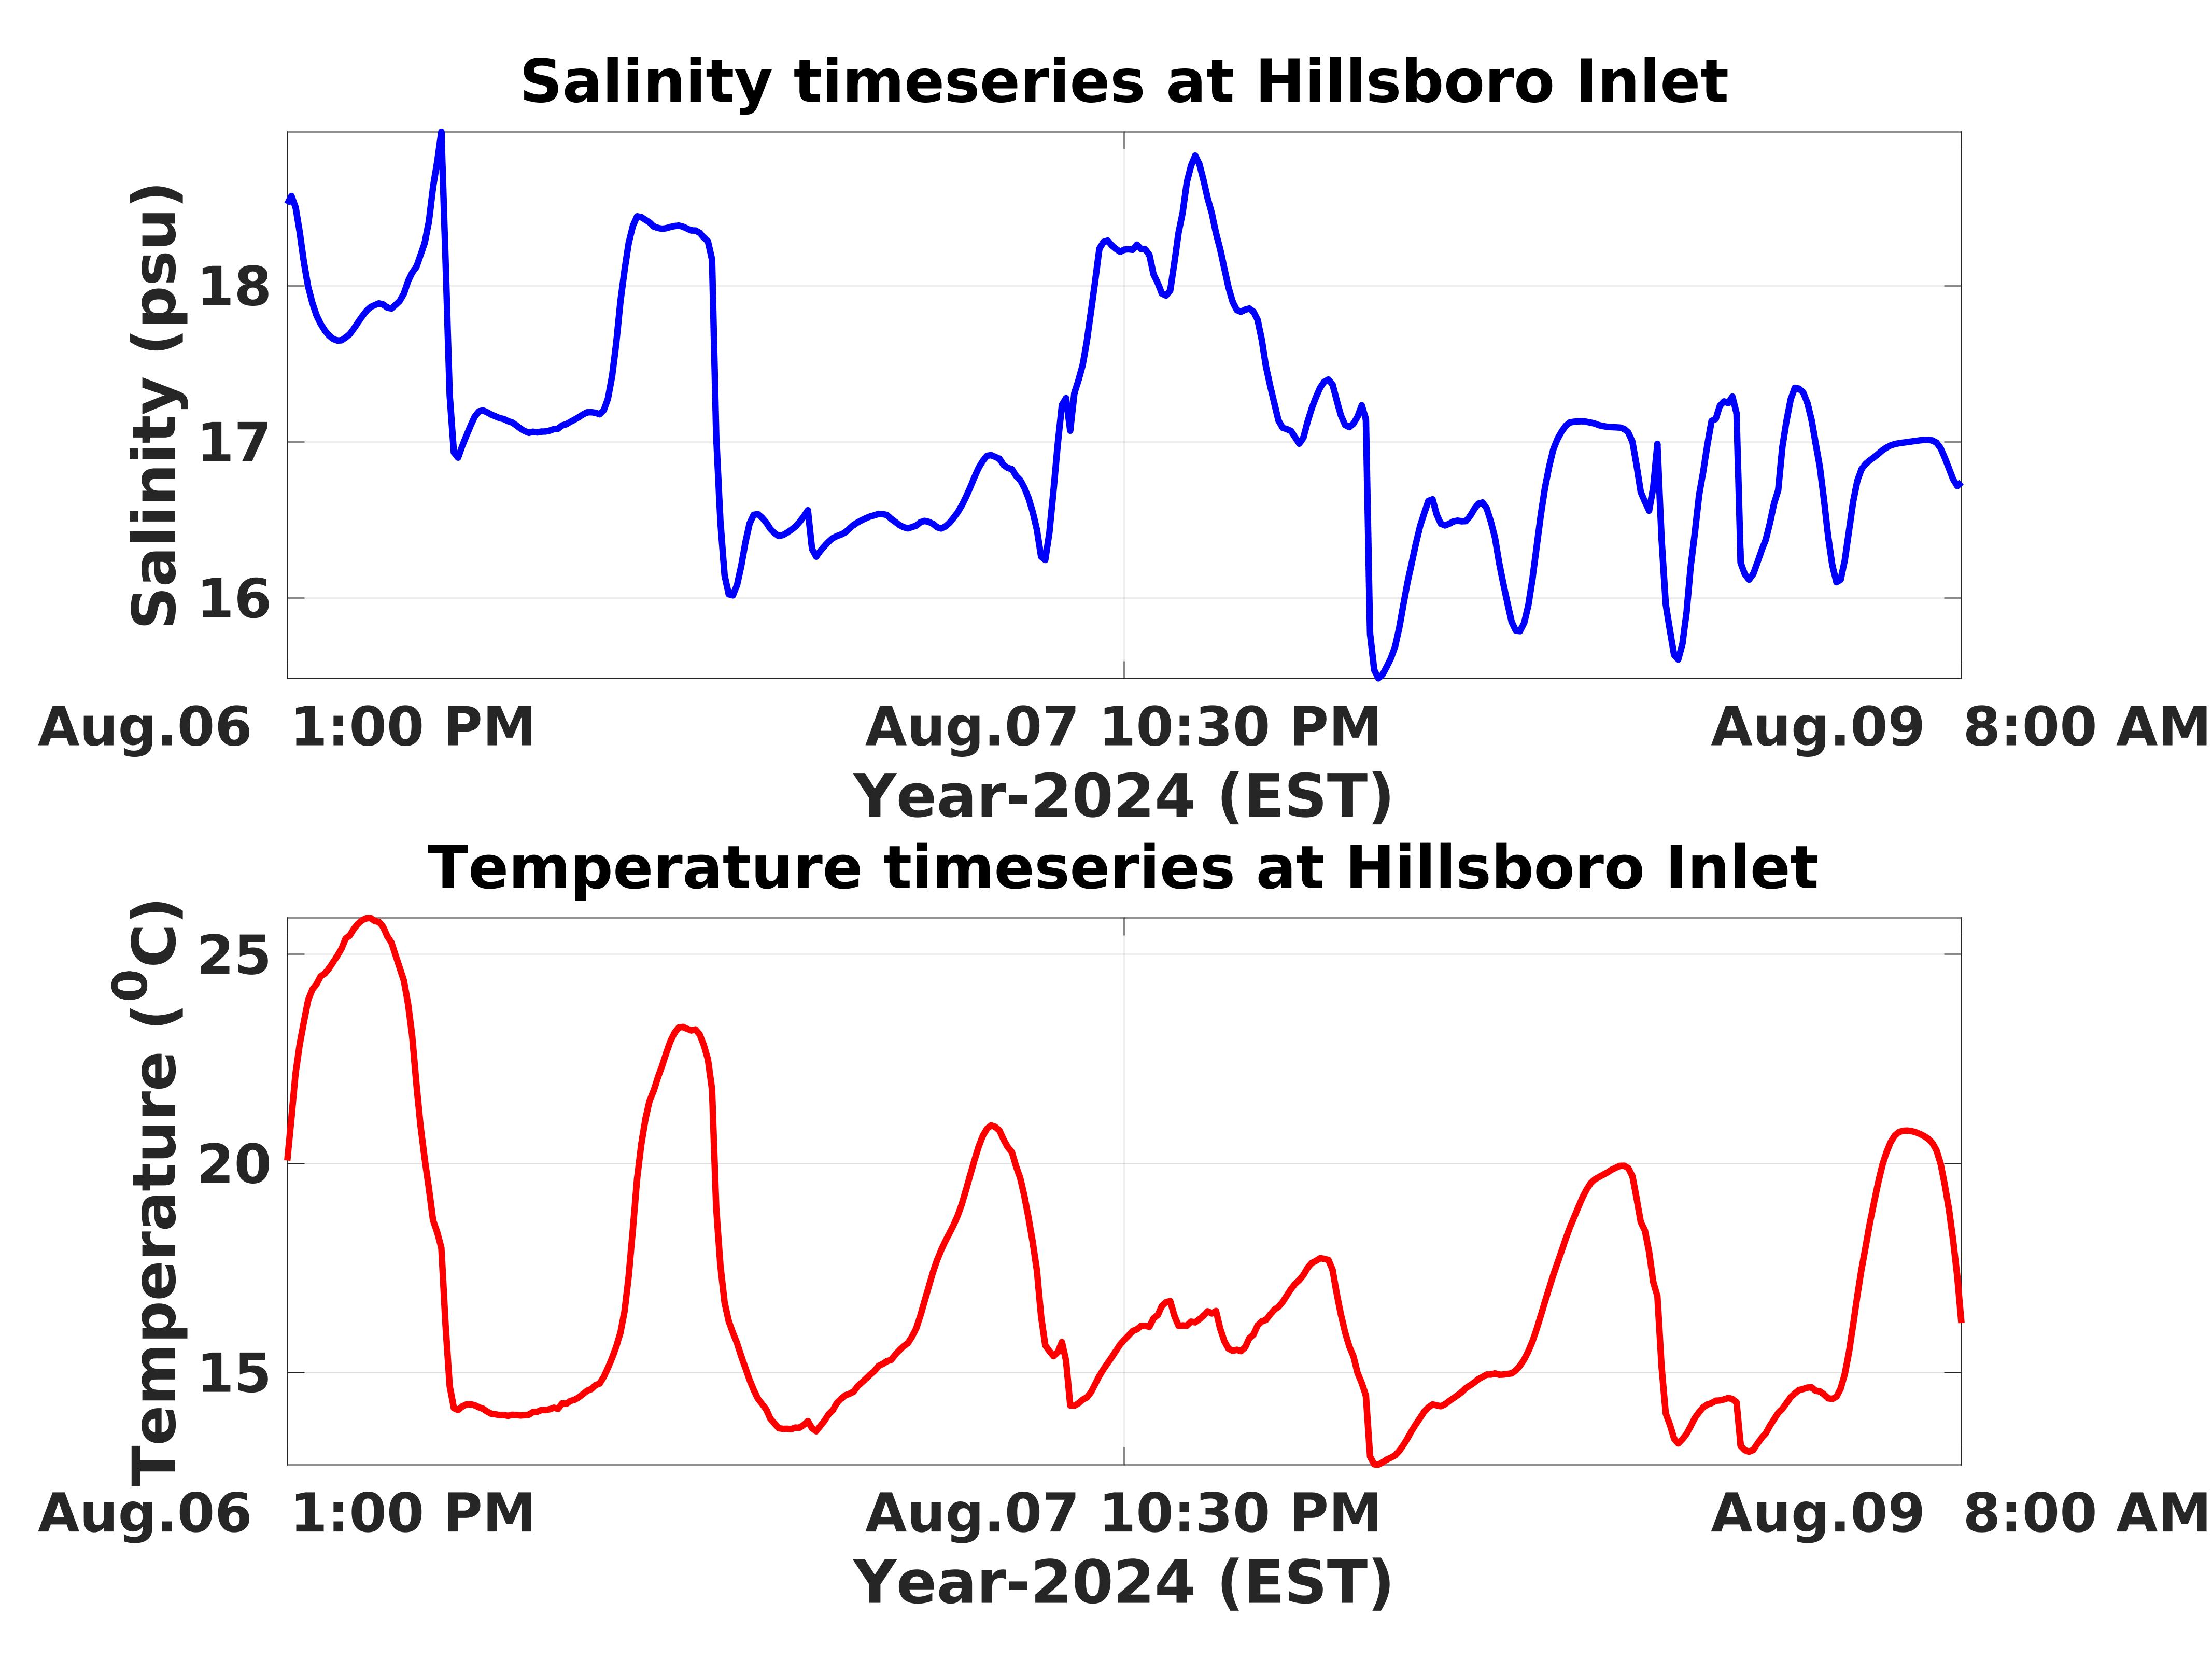 Salinity timeseries at Hillsboro Inlet
Salinity (psu)
18
17
16
Aug.06  1:00 PM
Aug.07 10:30 PM
Aug.09  8:00 AM
Year-2024 (EST)
Temperature timeseries at Hillsboro Inlet
Temperature (⁰C)
25
20
15
Aug.06  1:00 PM
Aug.07 10:30 PM
Aug.09  8:00 AM
Year-2024 (EST)